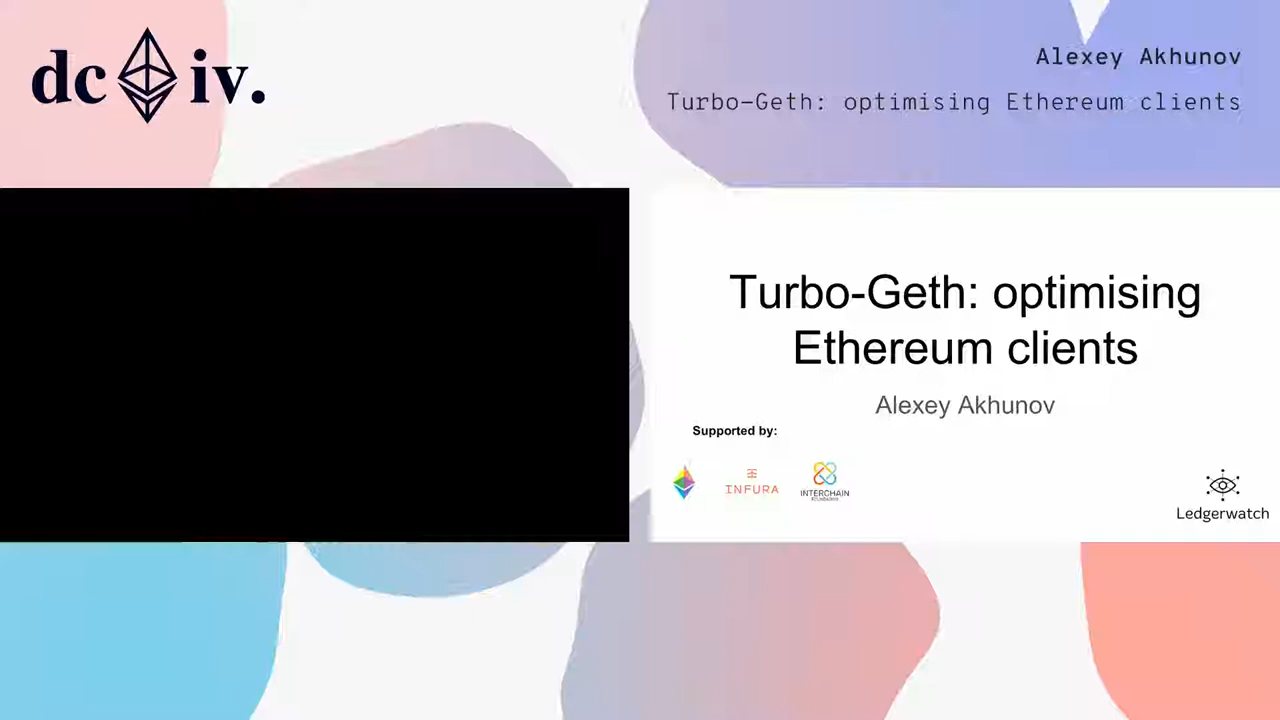 dc iv.
Alexey Akhunov
Turbo-Geth: optimising Ethereum clients
Turbo-Geth: optimising
Ethereum clients
Alexey Akhunov
Supported by:
INFURA
INTERCHAIN
FOUNDATION
Ledgerwatch